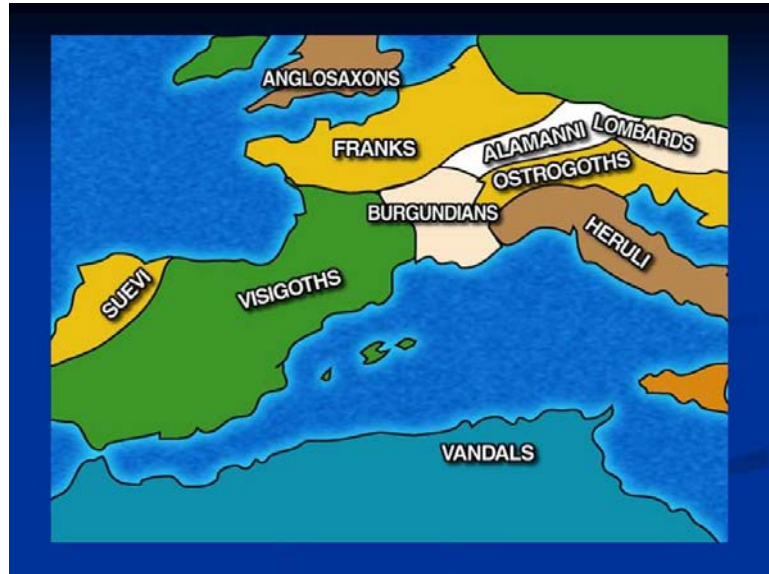 ANGLOSAXONS
FRANKS
ALAMANNI
LOMBARDS
OSTROGOTHS
BURGUNDIANS
HERULI
SUEVI
VISIGOTHS
VANDALS